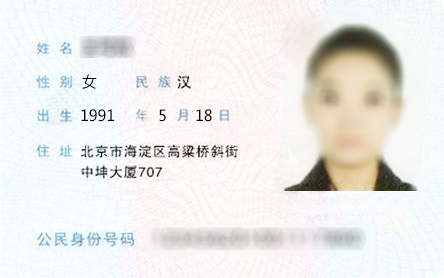 姓 名
性 别 女 民 族 汉
出 生 1991 年 5 月 18 日
住 址 北京市海淀区高粱桥斜街
中坤大厦707
公民身份号码